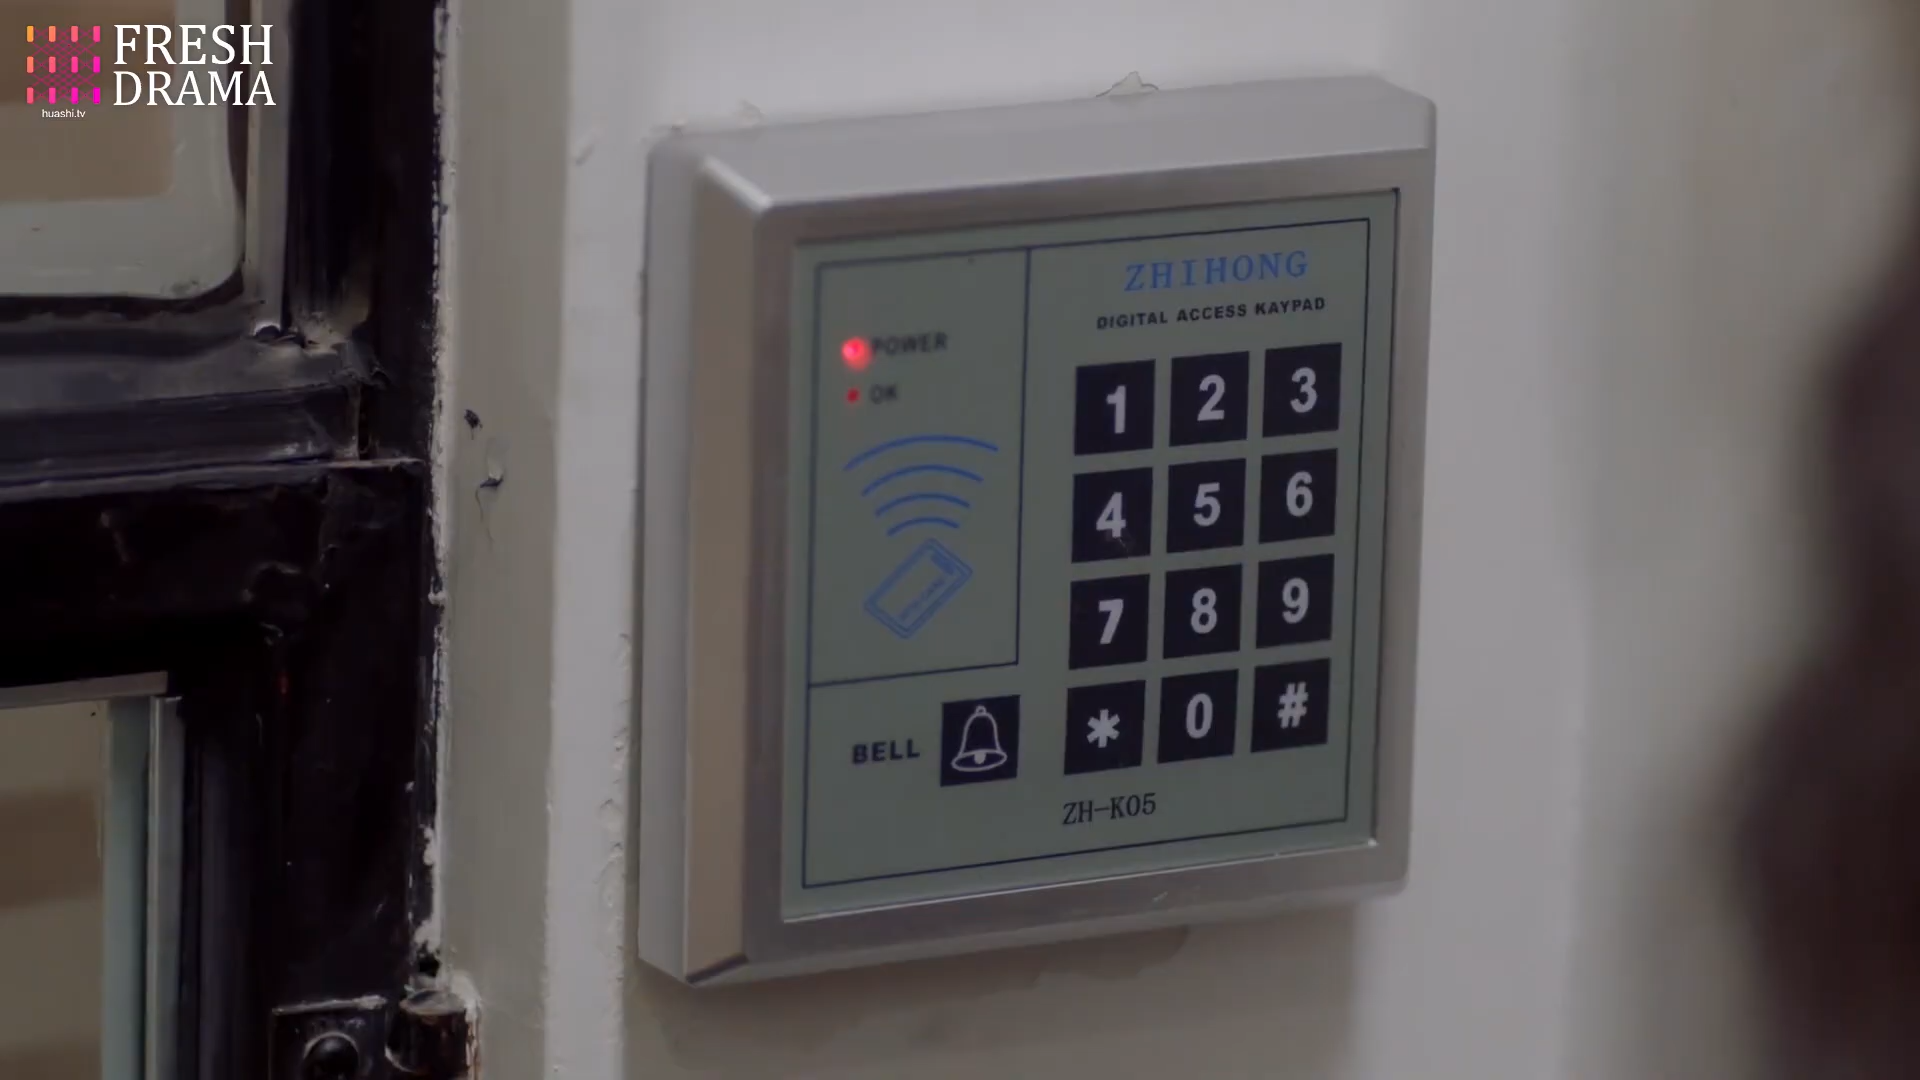 FRESH
DRAMA
huashi.tv
ZHIHONG
DIGITAL ACCESS KAYPAD
POWER
OK
1 2 3
4 5 6
7 8 9
* 0 #
BELL
ZH-K05